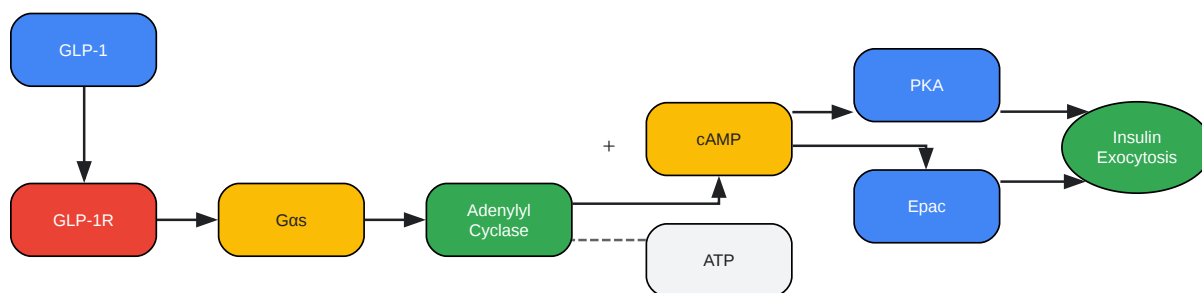 GLP-1
GLP-1R
Gαs
Adenylyl
Cyclase
+
cAMP
ATP
PKA
Epac
Insulin
Exocytosis